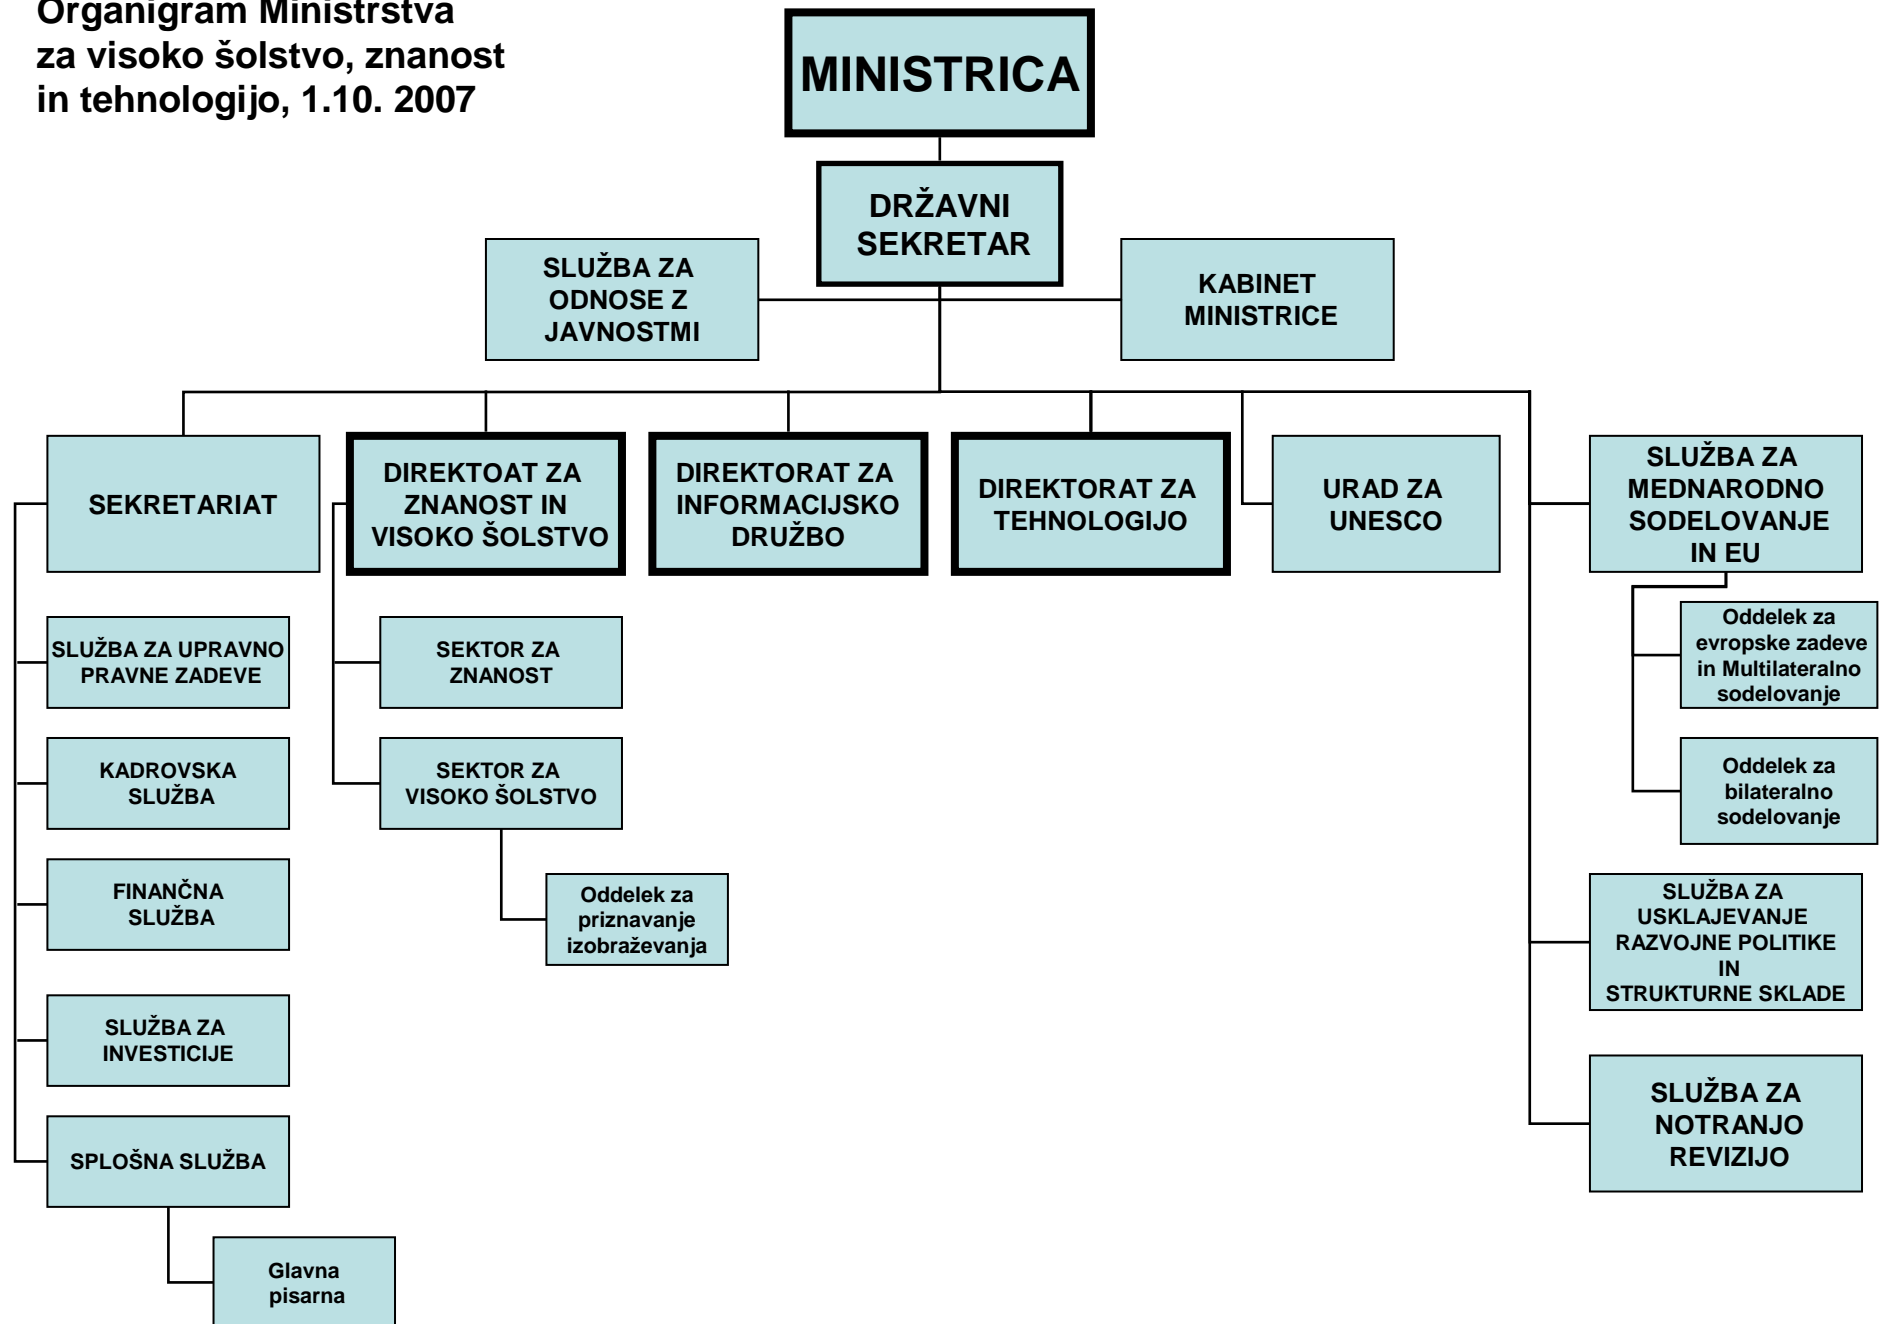 Organigram Ministrstva
za visoko šolstvo, znanost
in tehnologijo, 1.10. 2007
MINISTRICA
DRŽAVNI
SEKRETAR
SLUŽBA ZA
ODNOSE Z
JAVNOSTMI
KABINET
MINISTRICE
SEKRETARIAT
DIREKTOAT ZA
ZNANOST IN
VISOKO ŠOLSTVO
DIREKTORAT ZA
INFORMACIJSKO
DRUŽBO
DIREKTORAT ZA
TEHNOLOGIJO
URAD ZA
UNESCO
SLUŽBA ZA
MEDNARODNO
SODELOVANJE
IN EU
SLUŽBA ZA UPRAVNO
PRAVNE ZADEVE
KADROVSKA
SLUŽBA
FINANČNA
SLUŽBA
SLUŽBA ZA
INVESTICIJE
SPLOŠNA SLUŽBA
Glavna
pisarna
SEKTOR ZA
ZNANOST
SEKTOR ZA
VISOKO ŠOLSTVO
Oddelek za
priznavanje
izobraževanja
Oddelek za
evropske zadeve
in Multilateralno
sodelovanje
Oddelek za
bilateralno
sodelovanje
SLUŽBA ZA
USKLAJEVANJE
RAZVOJNE POLITIKE
IN
STRUKTURNE SKLADE
SLUŽBA ZA
NOTRANJO
REVIZIJO